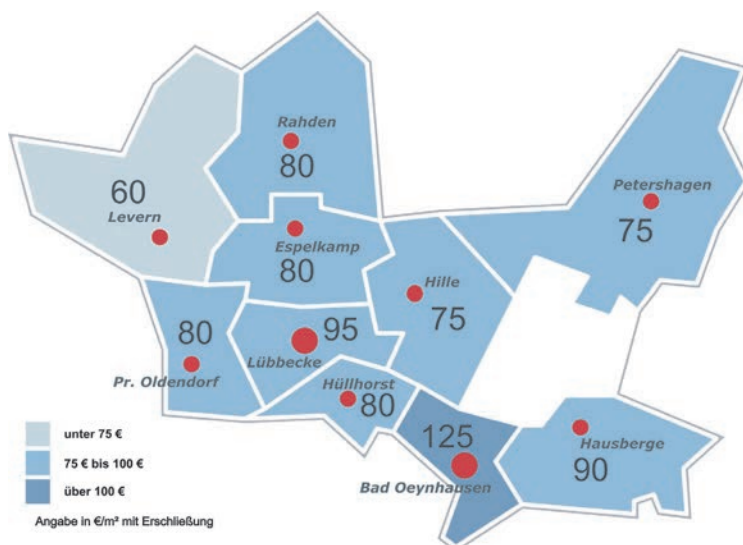 Rahden
80
60
Levern
Petershagen
75
Espelkamp
80
Hille
75
80
Pr. Oldendorf
95
Lübbecke
Hüllhorst
80
125
Bad Oeynhausen
Hausberge
90
unter 75 €
75 € bis 100 €
über 100 €
Angabe in €/m² mit Erschließung